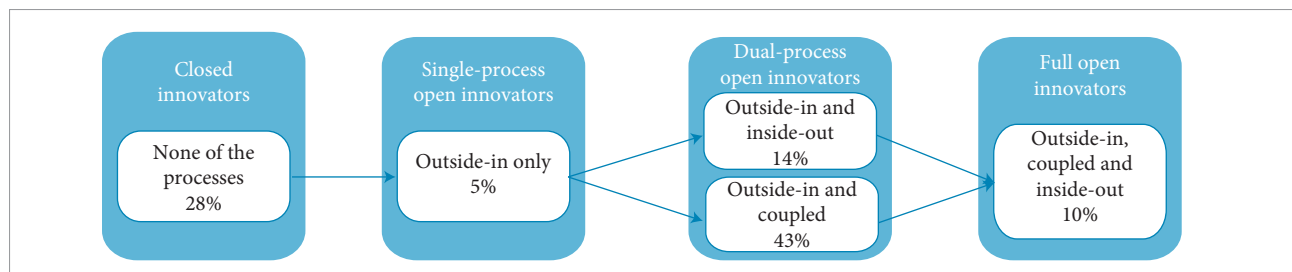 Closed
innovators
None of the
processes
28%
Single-process
open innovators
Outside-in only
5%
Dual-process
open innovators
Outside-in and
inside-out
14%
Outside-in and
coupled
43%
Full open
innovators
Outside-in,
coupled and
inside-out
10%